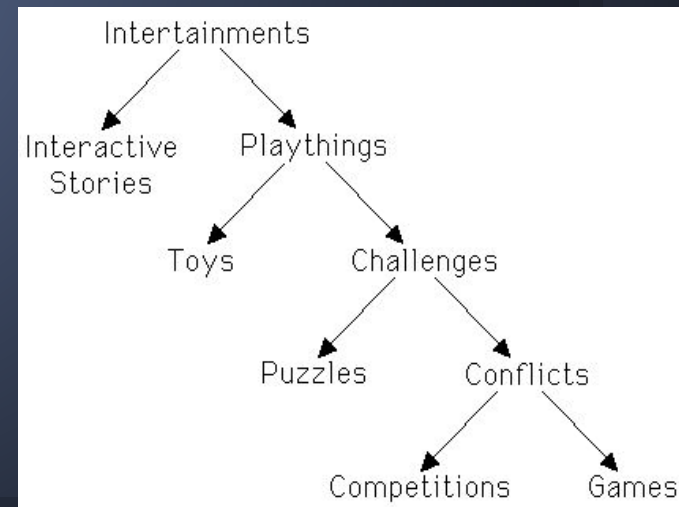 Intertainments
Interactive
Stories
Playthings
Toys
Challenges
Puzzles
Conflicts
Competitions
Games